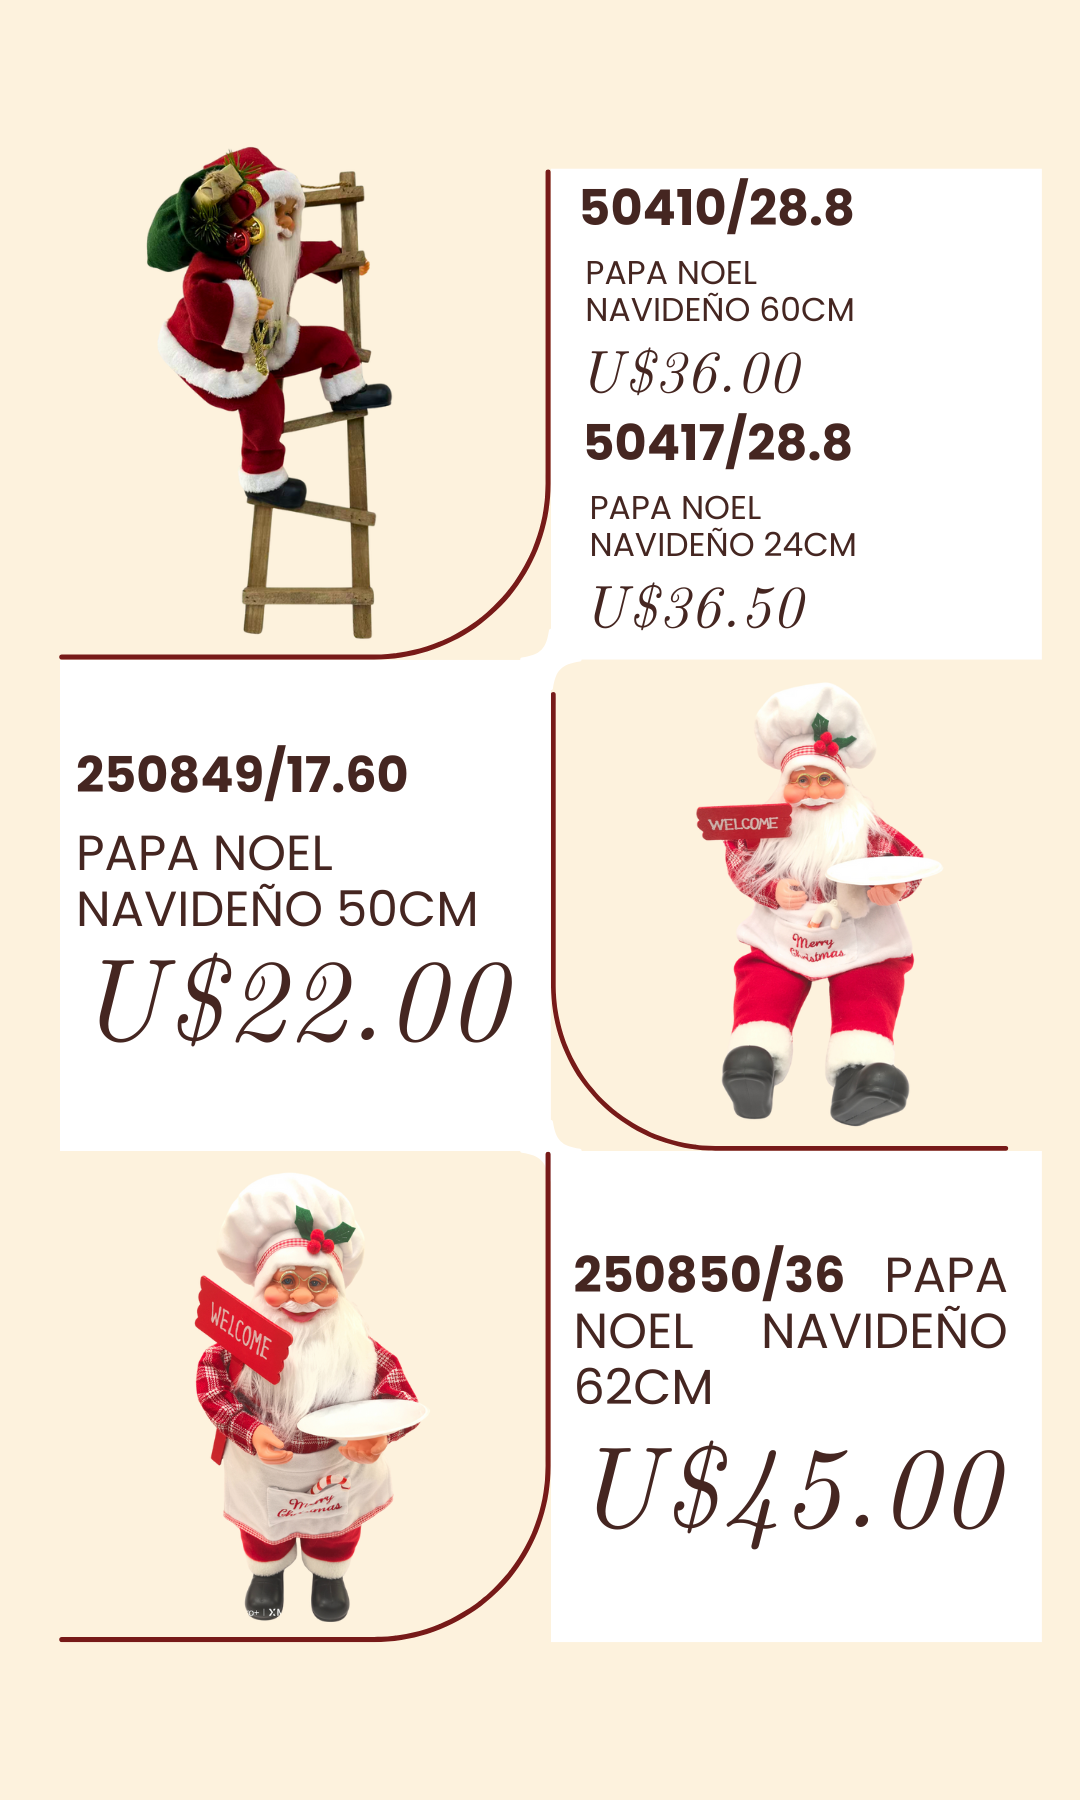 50410/28.8
PAPA NOEL
NAVIDEÑO 60CM
U$36.00
50417/28.8
PAPA NOEL
NAVIDEÑO 24CM
U$36.50
250849/17.60
PAPA NOEL
NAVIDEÑO 50CM
U$22.00
WELCOME
Merry
Christmas
WELCOME
Merry
Christmas
250850/36 PAPA
NOEL NAVIDEÑO
62CM
U$45.00